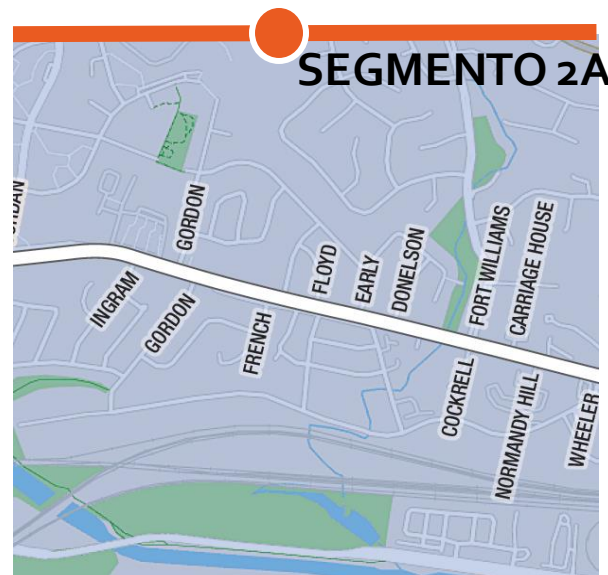 SEGMENTO 2A
GORDON
FLOYD
EARLY
DONELSON
FORT WILLIAMS
CARRIAGE HOUSE
INGRAM
GORDON
FRENCH
COCKRELL
NORMANDY HILL
WHEELER